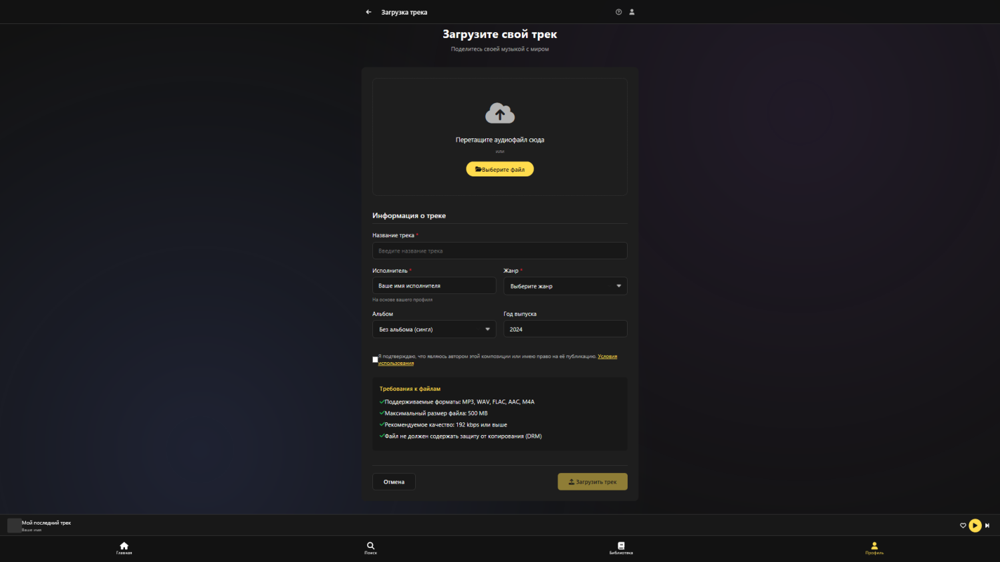 Загрузка трека
Загрузите свой трек
Поделитесь своей музыкой с миром
Перетащите аудиофайл сюда
или
Выберите файл
Информация о треке
Название трека *
Введите название трека
Исполнитель *
Жанр *
Ваше имя исполнителя
Выберите жанр
На основе вашего профиля
Альбом
Год выпуска
Без альбома (сингл)
2024
Я подтверждаю, что являюсь автором этой композиции или имею право на её публикацию. Условия
использования
Требования к файлам
Поддерживаемые форматы: MP3, WAV, FLAC, AAC, M4A
Максимальный размер файла: 500 MB
Рекомендуемое качество: 192 kbps или выше
Файл не должен содержать защиту от копирования (DRM)
Отмена
Загрузить трек
Мой последний трек
Ваше имя
Главная
Поиск
Библиотека
Профиль